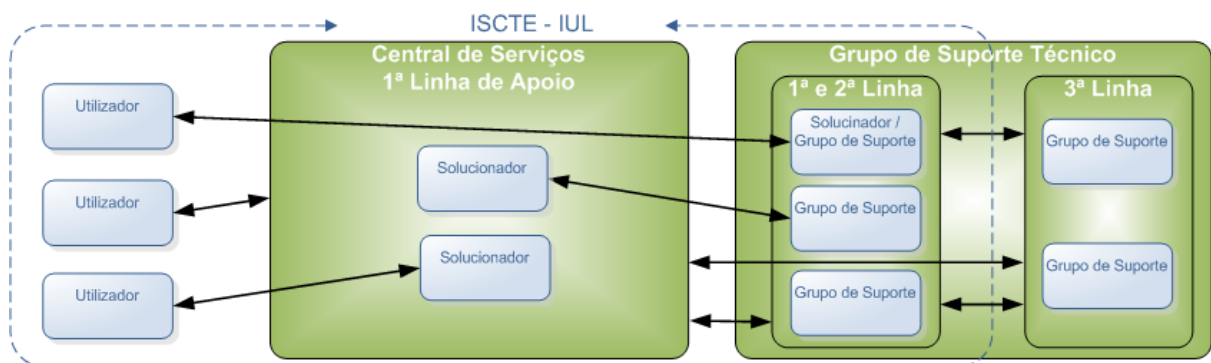 ISCTE - IUL
Central de Serviços
1ª Linha de Apoio
Grupo de Suporte Técnico
1ª e 2ª Linha
3ª Linha
Utilizador
Utilizador
Utilizador
Solucionador
Solucionador
Solucinador /
Grupo de Suporte
Grupo de Suporte
Grupo de Suporte
Grupo de Suporte
Grupo de Suporte